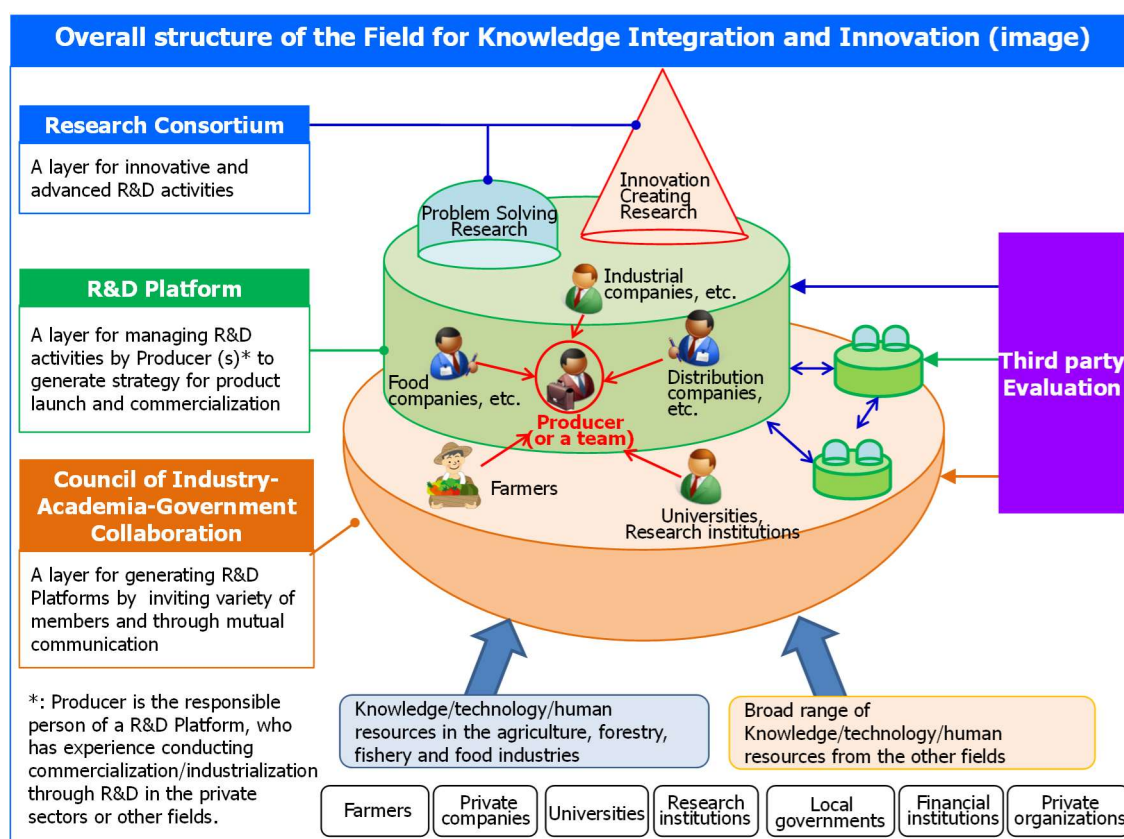 Overall structure of the Field for Knowledge Integration and Innovation (image)
Research Consortium
A layer for innovative and
advanced R&D activities
R&D Platform
A layer for managing R&D
activities by Producer (s)* to
generate strategy for product
launch and commercialization
Council of Industry-
Academia-Government
Collaboration
A layer for generating R&D
Platforms by inviting variety of
members and through mutual
communication
*: Producer is the responsible
person of a R&D Platform, who
has experience conducting
commercialization/industrialization
through R&D in the private
sectors or other fields.
Problem Solving
Research
Innovation
Creating
Research
Industrial
companies, etc.
Food
companies, etc.
Distribution
companies,
etc.
Producer
(or a team)
Farmers
Universities,
Research institutions
Third party
Evaluation
Knowledge/technology/human
resources in the agriculture, forestry,
fishery and food industries
Broad range of
Knowledge/technology/human
resources from the other fields
Farmers
Private
companies
Universities
Research
institutions
Local
governments
Financial
institutions
Private
organizations